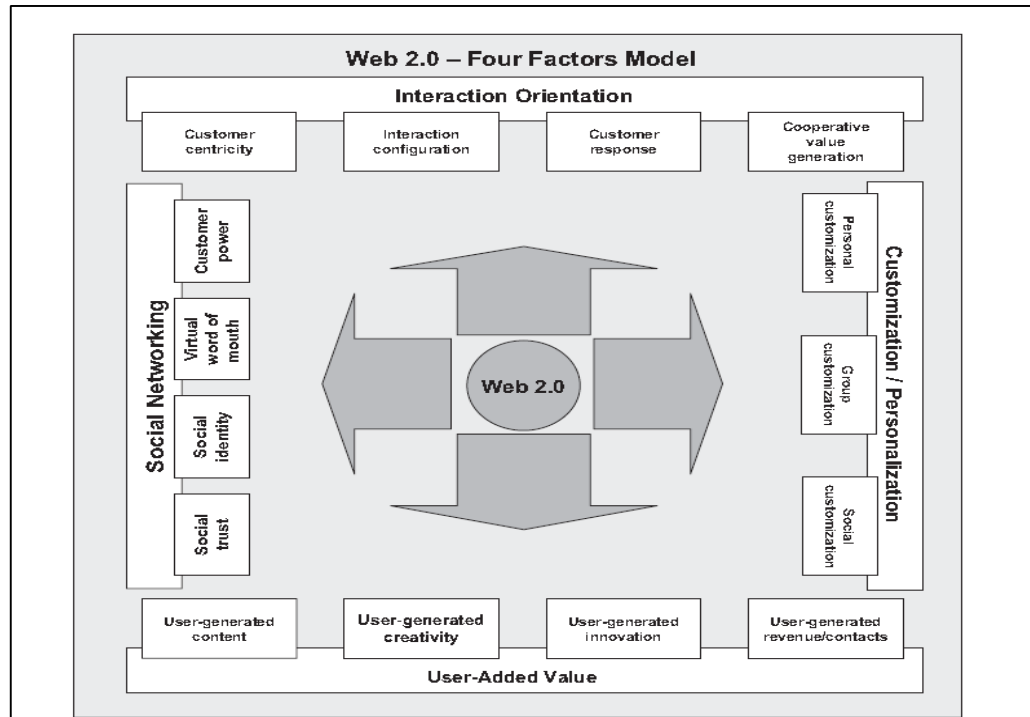 Web 2.0 – Four Factors Model
Interaction Orientation
Customer
centricity
Interaction
configuration
Customer
response
Cooperative
value
generation
Social Networking
Customer
power
Virtual
word of
mouth
Social
identity
Social
trust
Web 2.0
Personal
customization
Group
customization
Social
customization
Customization / Personalization
User-generated
content
User-generated
creativity
User-generated
innovation
User-generated
revenue/contacts
User-Added Value